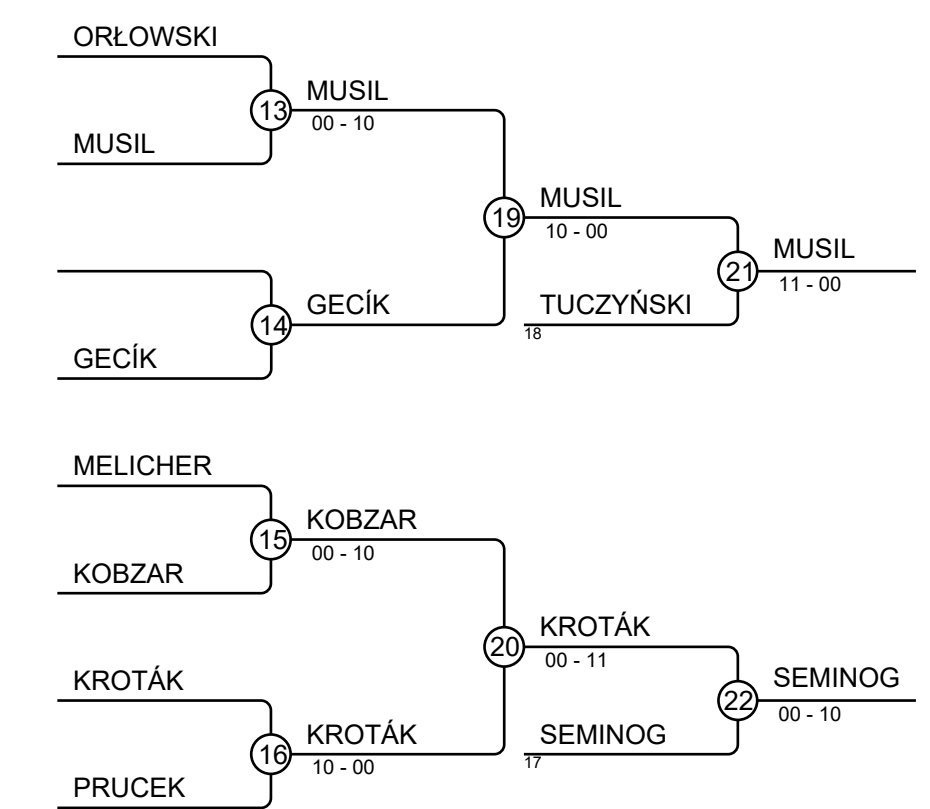 ORŁOWSKI
13
MUSIL
00 - 10
MUSIL
19
MUSIL
10 - 00
21
MUSIL
11 - 00
14
GECÍK
TUCZYŃSKI
18
GECÍK
MELICHER
15
KOBZAR
00 - 10
KOBZAR
20
KROTÁK
00 - 11
KROTÁK
22
SEMINOG
00 - 10
16
KROTÁK
10 - 00
SEMINOG
17
PRUCEK